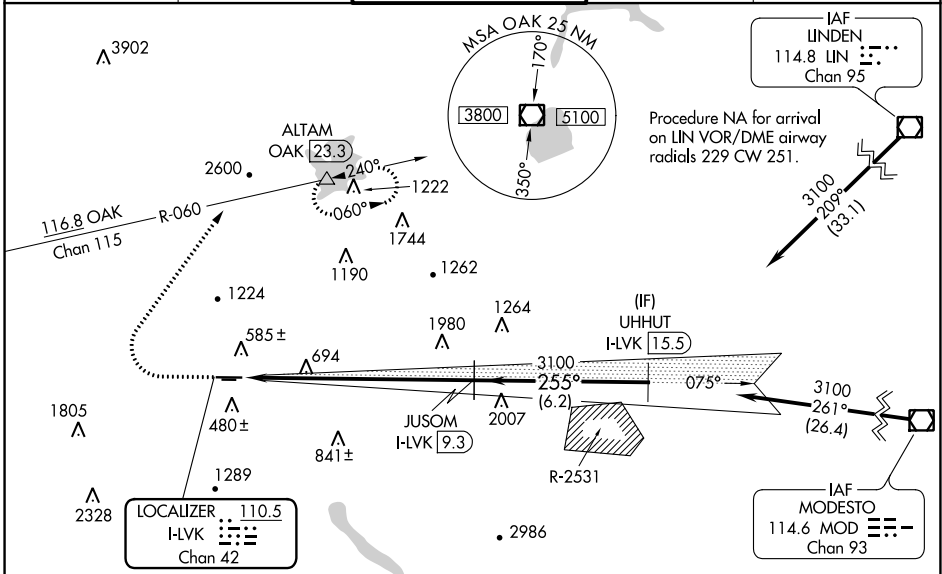 3902
MSA OAK 25 NM
170°
3800
5100
350°
IAF
LINDEN
114.8 LIN
Chan 95
Procedure NA for arrival
on LIN VOR/DME airway
radials 229 CW 251.
3100
209°
(33.1)
ALTAM
OAK 23.3
2600
240°
1222
060°
116.8 OAK
R-060
Chan 115
1744
1190
1262
1224
1264
(IF)
UHHUT
I-LVK 15.5
585±
1980
694
3100
255°
(6.2)
075°
3100
261°
(26.4)
1805
480±
JUSOM
I-LVK 9.3
2007
841±
R-2531
1289
2328
LOCALIZER 110.5
I-LVK
Chan 42
2986
IAF
MODESTO
114.6 MOD
Chan 93